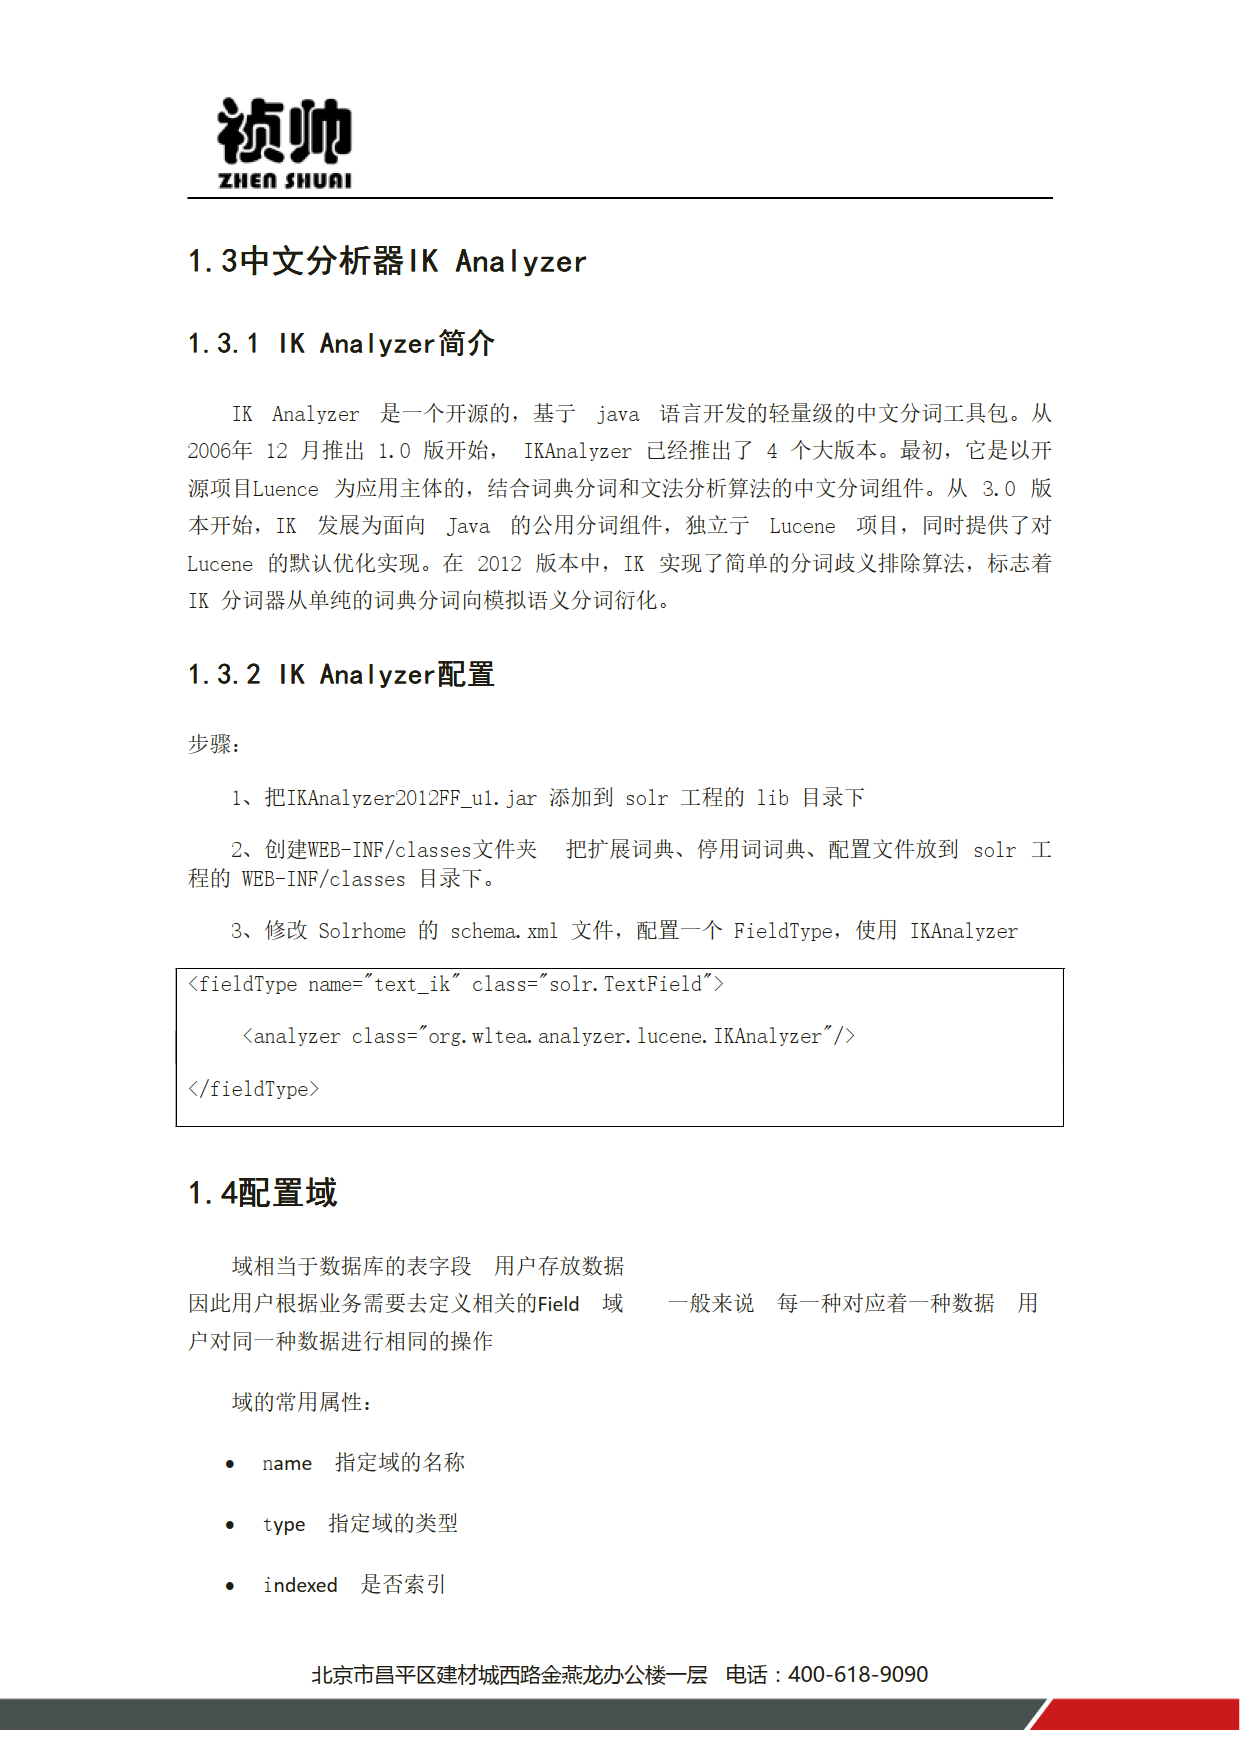 祯帅
ZHEN SHUAI
1.3中文分析器IK Analyzer
1.3.1 IK Analyzer简介
IK Analyzer 是一个开源的，基于 java 语言开发的轻量级的中文分词工具包。从
2006年 12 月推出 1.0 版开始， IKAnalyzer 已经推出了 4 个大版本。最初，它是以开
源项目Luence 为应用主体的，结合词典分词和文法分析算法的中文分词组件。从 3.0 版
本开始，IK 发展为面向 Java 的公用分词组件，独立于 Lucene 项目，同时提供了对
Lucene 的默认优化实现。在 2012 版本中，IK 实现了简单的分词歧义排除算法，标志着
IK 分词器从单纯的词典分词向模拟语义分词衍化。
1.3.2 IK Analyzer配置
步骤：
1、把IKAnalyzer2012FF_u1.jar 添加到 solr 工程的 lib 目录下
2、创建WEB-INF/classes文件夹 把扩展词典、停用词词典、配置文件放到 solr 工
程的 WEB-INF/classes 目录下。
3、修改 Solrhome 的 schema.xml 文件，配置一个 FieldType，使用 IKAnalyzer
<fieldType name="text_ik" class="solr.TextField">
<analyzer class="org.wltea.analyzer.lucene.IKAnalyzer"/>
</fieldType>
1.4配置域
域相当于数据库的表字段 用户存放数据
因此用户根据业务需要去定义相关的Field 域 一般来说 每一种对应着一种数据 用
户对同一种数据进行相同的操作
域的常用属性：
• name 指定域的名称
• type 指定域的类型
• indexed 是否索引
北京市昌平区建材城西路金燕龙办公楼一层 电话：400-618-9090